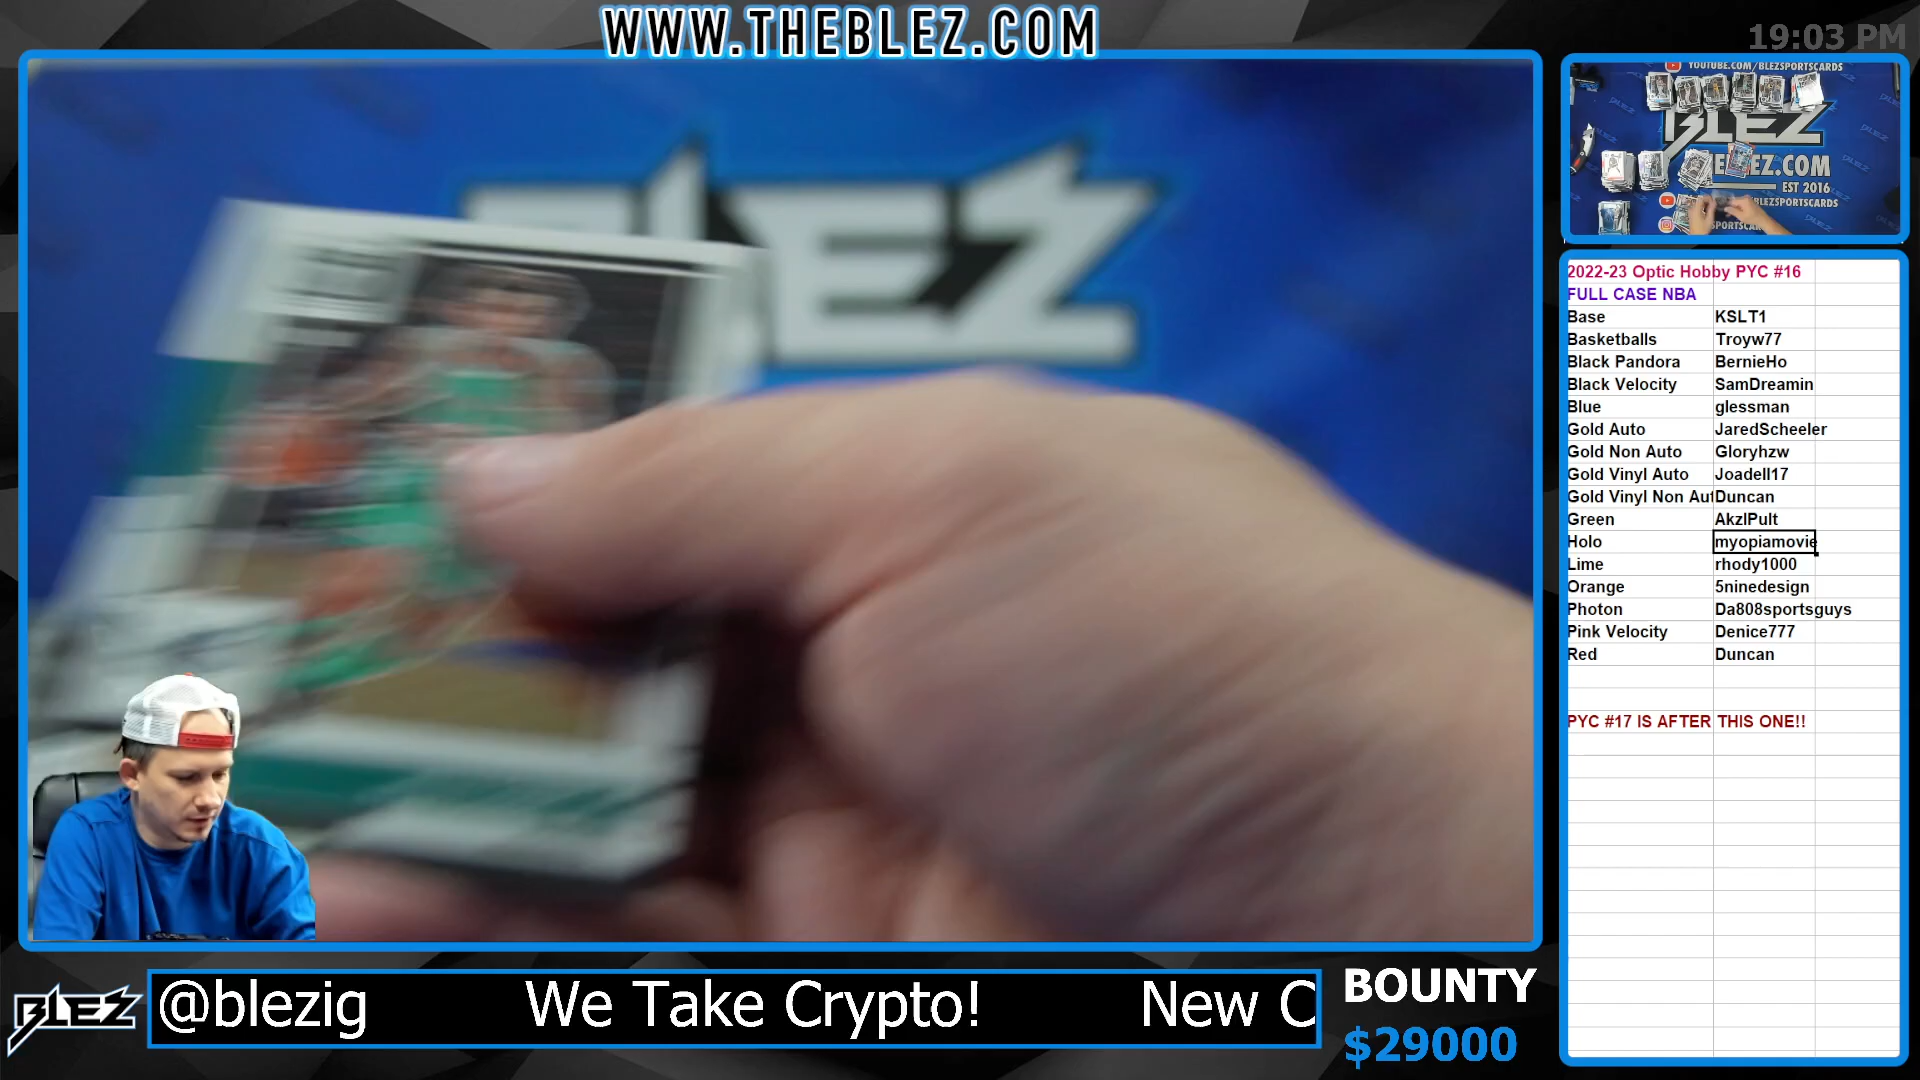 WWW.THEBLEZ.COM
19:03 PM
BLEZ
YOUTUBE.COM/BLEZSPORTSCARDS
BLEZ
EZ.COM
EST 2016
BLEZSPORTSCARDS
2022-23 Optic Hobby PYC #16
FULL CASE NBA
Base KSLT1
Basketballs Troyw77
Black Pandora BernieHo
Black Velocity SamDreamin
Blue glessman
Gold Auto JaredScheeler
Gold Non Auto Gloryhzw
Gold Vinyl Auto Joadell17
Gold Vinyl Non Aut Duncan
Green AkzlPult
Holo myopiamovie
Lime rhody1000
Orange 5ninedesign
Photon Da808sportsguys
Pink Velocity Denice777
Red Duncan
PYC #17 IS AFTER THIS ONE!!
BLEZ
@blezig We Take Crypto! New C
BOUNTY
$29000